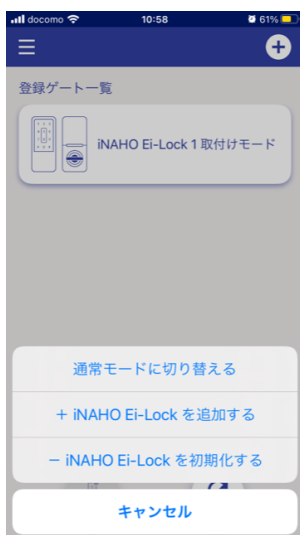 docomo 10:58 61%
登録ゲート一覧
iNAHO Ei-Lock 1 取付けモード
通常モードに切り替える
+ iNAHO Ei-Lock を追加する
− iNAHO Ei-Lock を初期化する
キャンセル